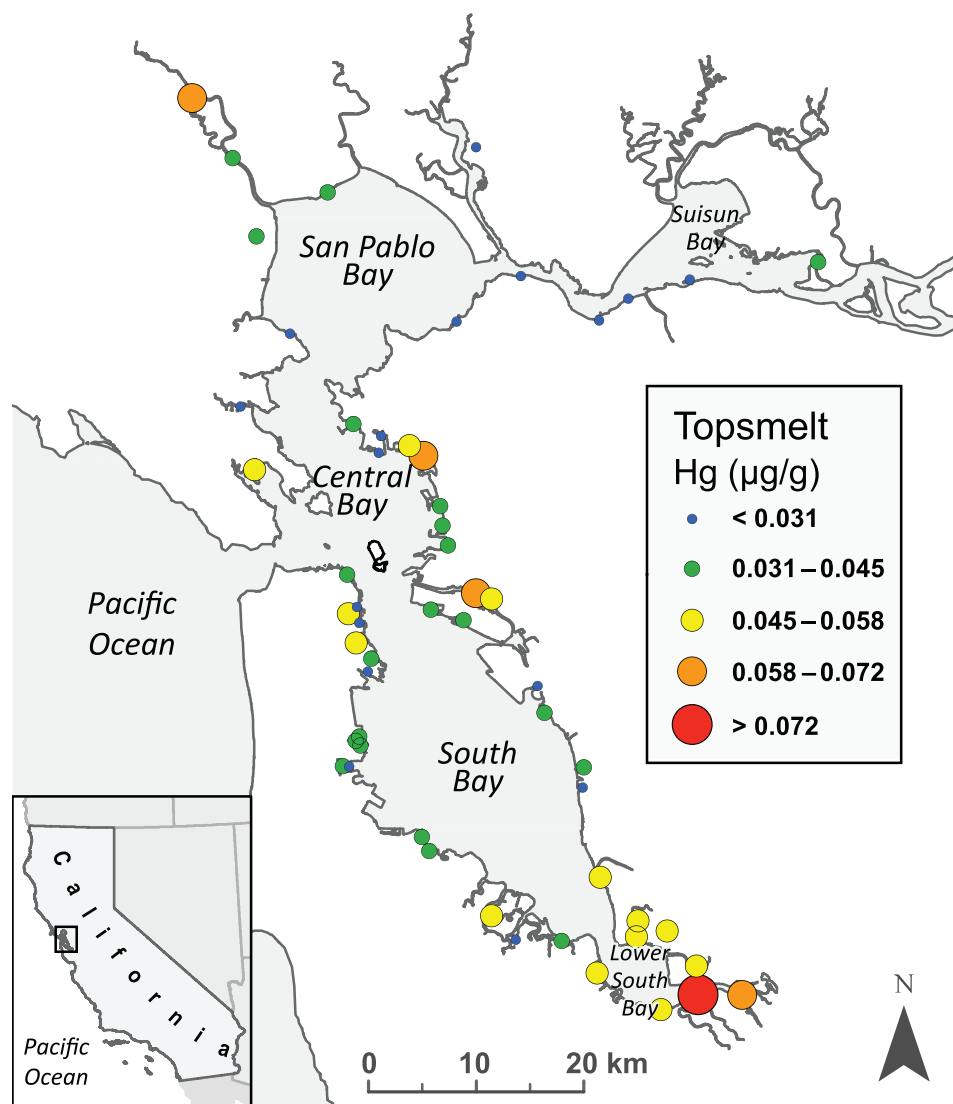 San Pablo
Bay
Suisun
Bay
Central
Bay
Pacific
Ocean
South
Bay
Lower
South
Bay
Topsmelt
Hg (µg/g)
< 0.031
0.031 – 0.045
0.045 – 0.058
0.058 – 0.072
> 0.072
California
Pacific
Ocean
0 10 20 km
N